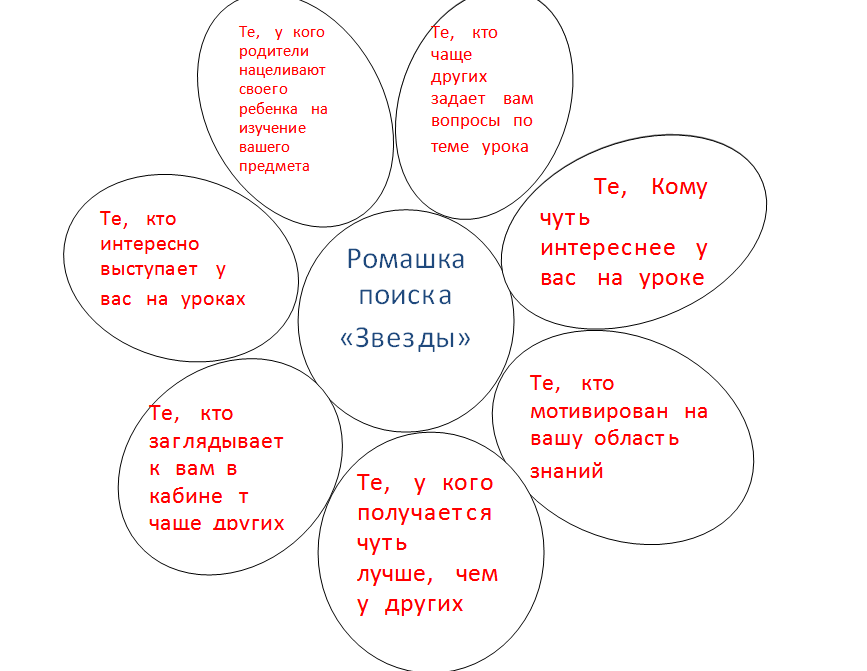 Те, у кого
родители
нацеливают
своего
ребенка на
изучение
вашего
предмета
Те, кто
чаще
других
задает вам
вопросы по
теме урока
Те, Кому
чуть
интереснее у
вас на уроке
Те, кто
интересно
выступает у
вас на уроках
Ромашка
поиска
«Звезды»
Те, кто
мотивирован на
вашу область
знаний
Те, кто
заглядывает
к вам в
кабине т
чаще других
Те, у кого
получается
чуть
лучше, чем
у других